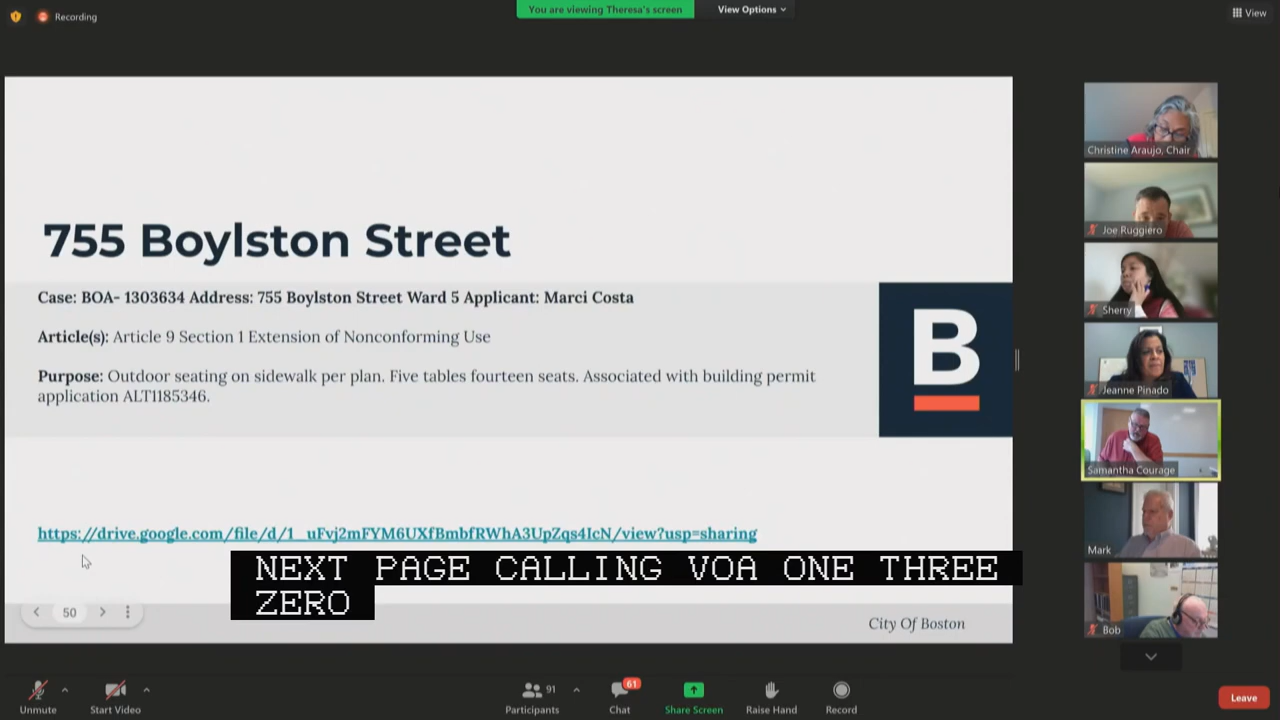 Recording
You are viewing Theresa's screen
View Options
View
755 Boylston Street
Case: BOA- 1303634 Address: 755 Boylston Street Ward 5 Applicant: Marci Costa
Article(s): Article 9 Section 1 Extension of Nonconforming Use
Purpose: Outdoor seating on sidewalk per plan. Five tables fourteen seats. Associated with building permit
application ALT1185346.
B
https://drive.google.com/file/d/1_uFvj2mFYM6UXfBmbfRWhA3UpZqs4IcN/view?usp=sharing
NEXT PAGE CALLING VOA ONE THREE
ZERO
50
City Of Boston
Christine Araujo, Chair
Joe Ruggiero
Sherry
Jeanne Pinado
Samantha Courage
Mark
Bob
Unmute
Start Video
91
Participants
61
Chat
Share Screen
Raise Hand
Record
Leave